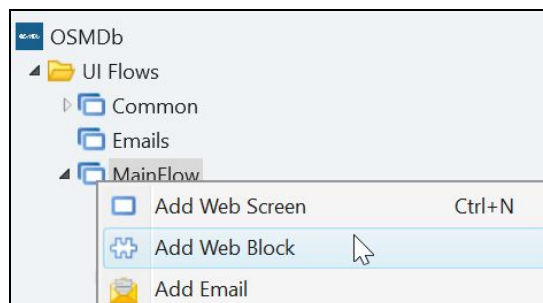 OSMDb
UI Flows
Common
Emails
MainFlow
Add Web Screen Ctrl+N
Add Web Block
Add Email